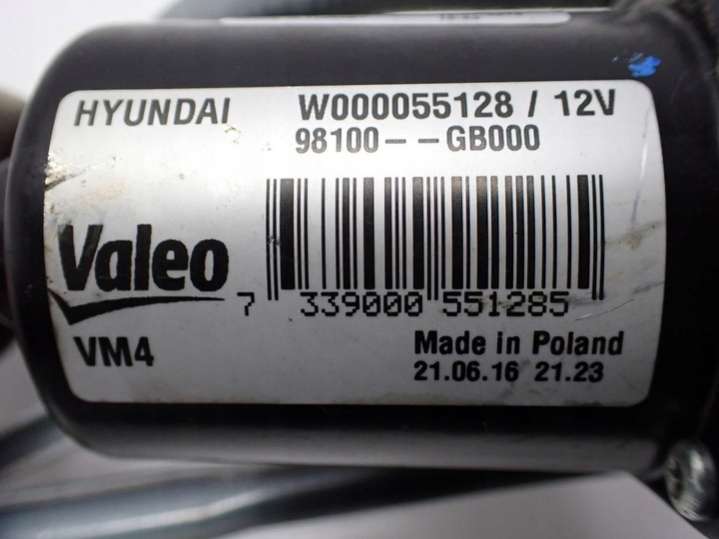 HYUNDAI W000055128 / 12V
98100-- GB000
Valeo
7 339000 551285
VM4 Made in Poland
21.06.16 21.23